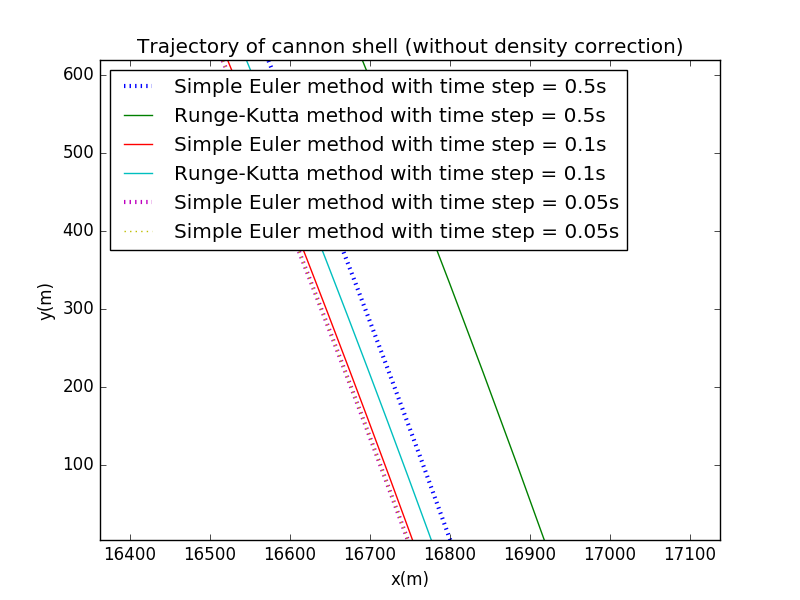 Trajectory of cannon shell (without density correction)
600
500
400
300
200
100
y(m)
Simple Euler method with time step = 0.5s
Runge-Kutta method with time step = 0.5s
Simple Euler method with time step = 0.1s
Runge-Kutta method with time step = 0.1s
Simple Euler method with time step = 0.05s
Simple Euler method with time step = 0.05s
16400 16500 16600 16700 16800 16900 17000 17100
x(m)